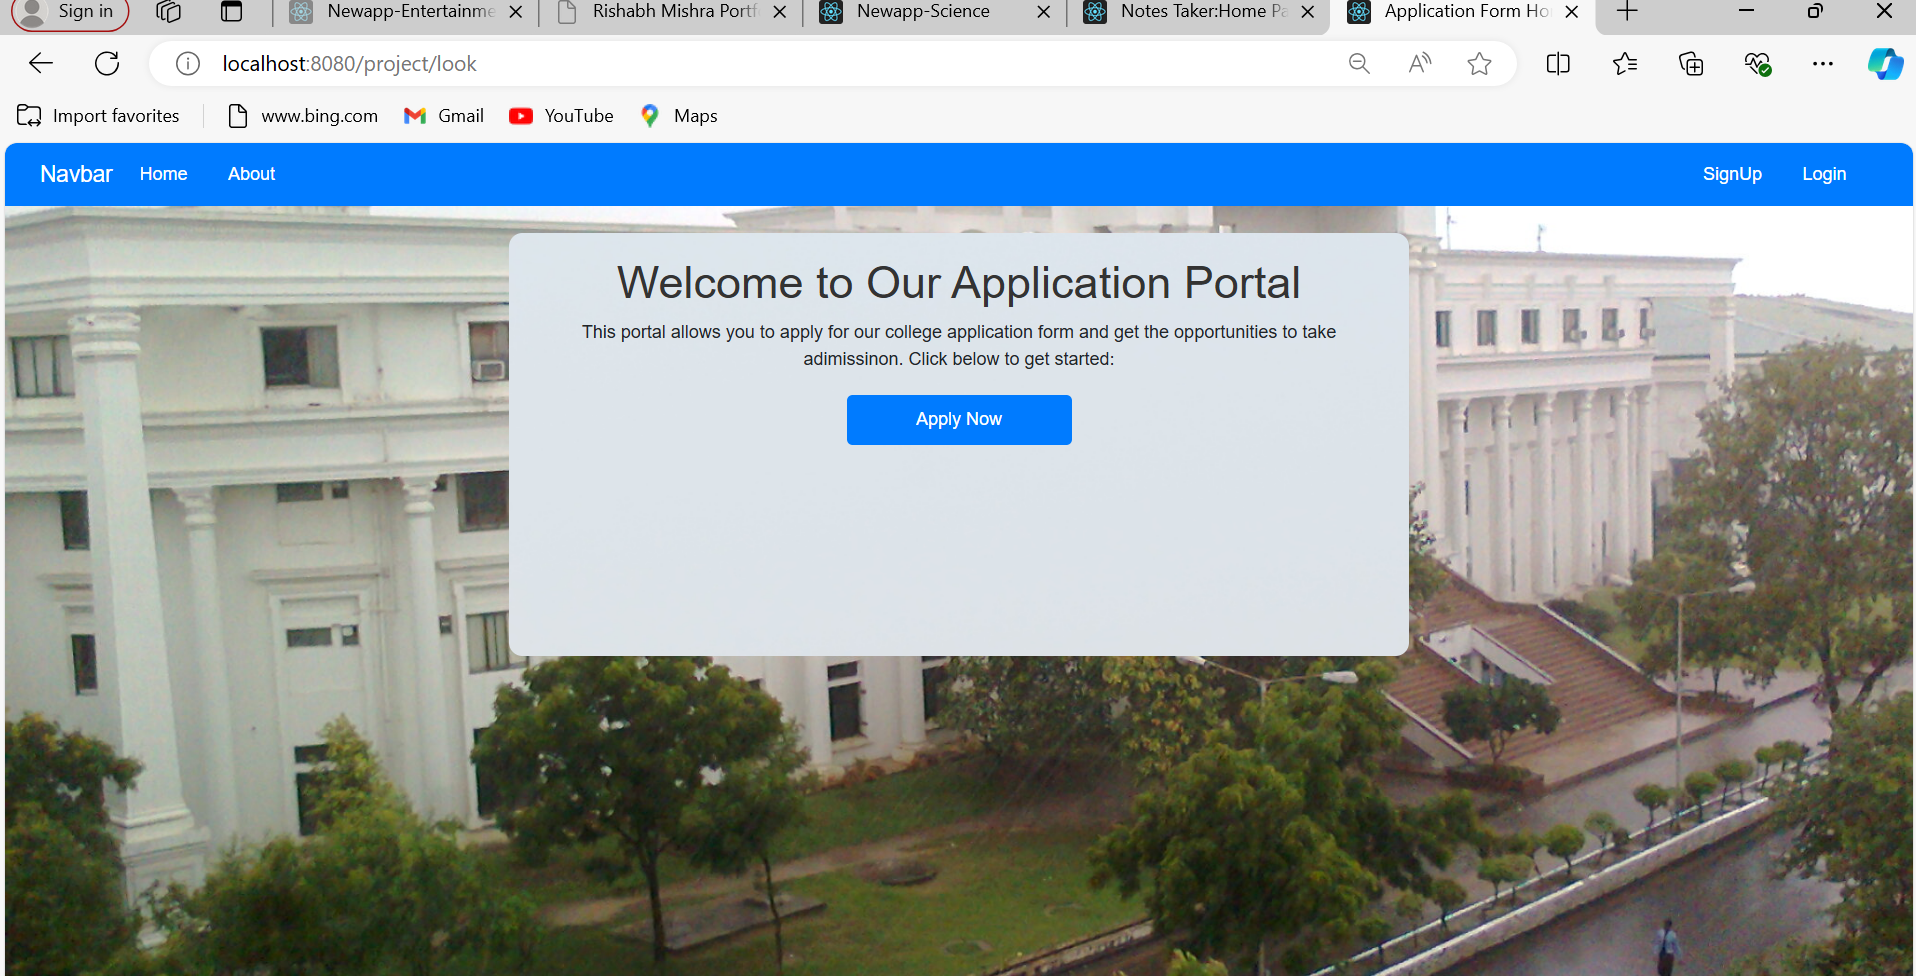 Sign in
Newapp-Entertainme
Rishabh Mishra Portf
Newapp-Science
Notes Taker:Home Pa
Application Form Ho
localhost:8080/project/look
Import favorites
www.bing.com
Gmail
YouTube
Maps
Navbar
Home
About
SignUp
Login
Welcome to Our Application Portal
This portal allows you to apply for our college application form and get the opportunities to take
adimissinon. Click below to get started:
Apply Now